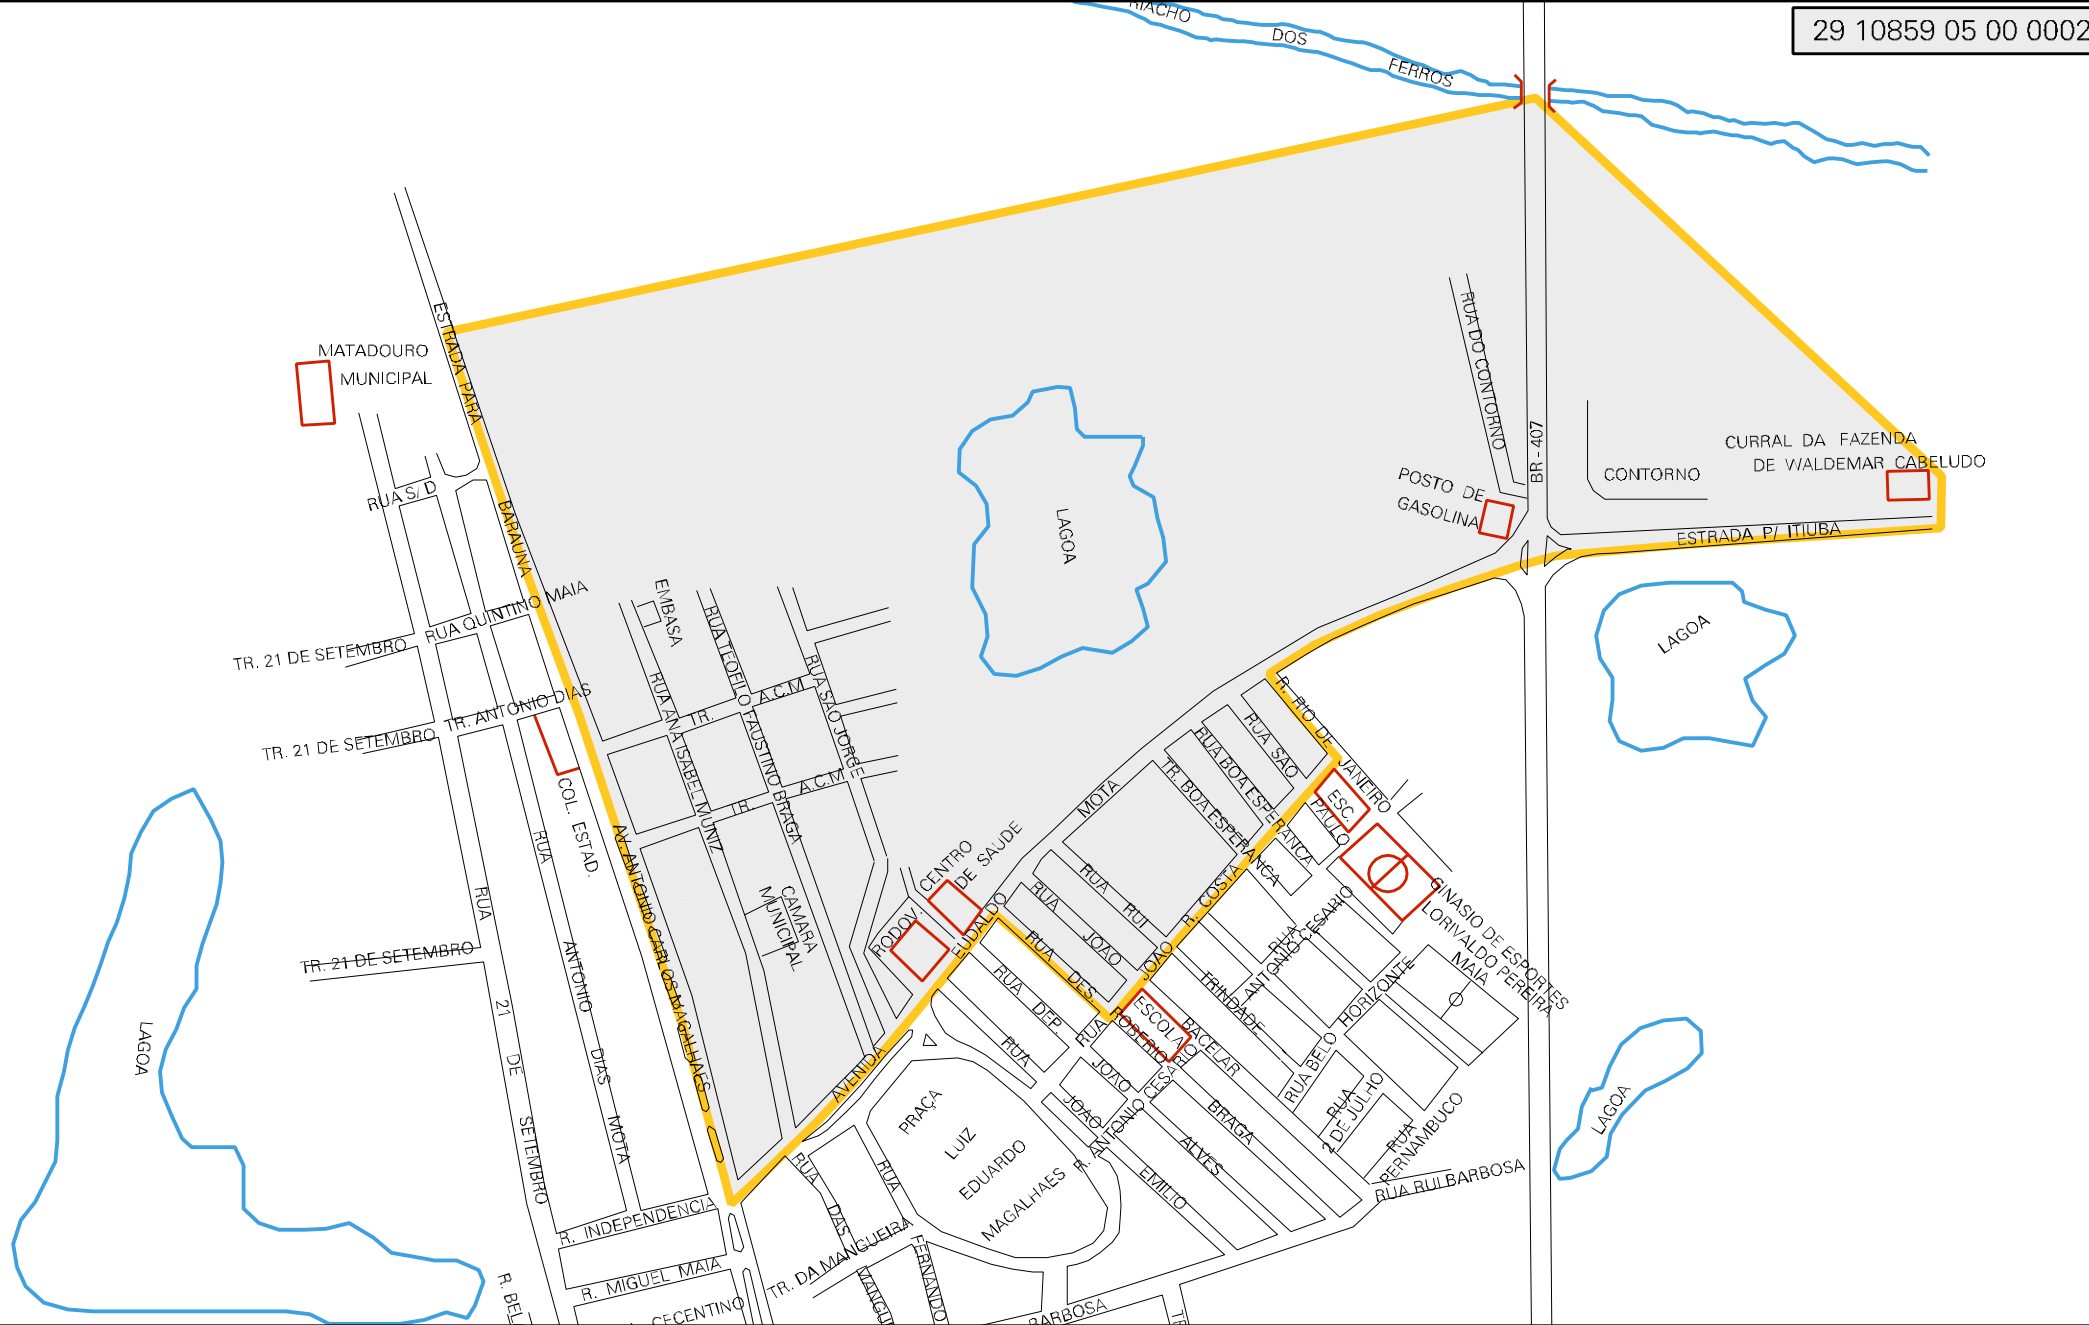 RIACHO DOS FERROS
29 10859 05 00 0002
ESTRADA PARA BARAUNA
MATADOURO
MUNICIPAL
RUA S/ D
RUA DO CONTORNO
BR - 407
POSTO DE
GASOLINA
CONTORNO
CURRAL DA FAZENDA
DE WALDEMAR CABELUDO
ESTRADA P/ ITIUBA
LAGOA
LAGOA
LAGOA
LAGOA
TR. 21 DE SETEMBRO
RUA QUINTINO MAIA
TR. 21 DE SETEMBRO
TR. ANTONIO DIAS
EMBASA
RUA TEOFILO FAUSTINO BRAGA
RUA SAO JORGE
RUA ANA ISABEL MUNIZ
TR. A.C.M
TR. A.C.M
COL. ESTAD.
AV. ANTONIO CARLOS MAGALHAES
CAMARA
MUNICIPAL
RUA 21 DE SETEMBRO
RUA ANTONIO DIAS MOTA
TR. 21 DE SETEMBRO
CENTRO
DE SAUDE
RODOV.
AVENIDA EUDALDO MOTA
R. RIO DE JANEIRO
RUA SAO PAULO
RUA BOA ESPERANCA
TR. BOA ESPERANCA
ESC.
GINASIO DE ESPORTES
LORIVALDO PEREIRA
MAIA
RUA RUI
RUA JOAO
RUA DES. ROBERIO
RUA JOAO R. COSTA
ESCOLA
RUA DEP.
RUA
JOAO
JOAO
TRINDADE
BACELAR
BRAGA
ALVES
EMILIO
RUA
ANTONIO CESARIO
R. ANTONIO CESARIO
RUA BELO HORIZONTE
RUA
2 DE JULHO
RUA
PERNAMBUCO
RUA RUI BARBOSA
PRAÇA
LUIZ
EDUARDO
MAGALHAES
R. INDEPENDENCIA
R. MIGUEL MAIA
CECENTINO
RUA DAS
RUA
FERNANDO
TR. DA MANGUEIRA
BARBOSA